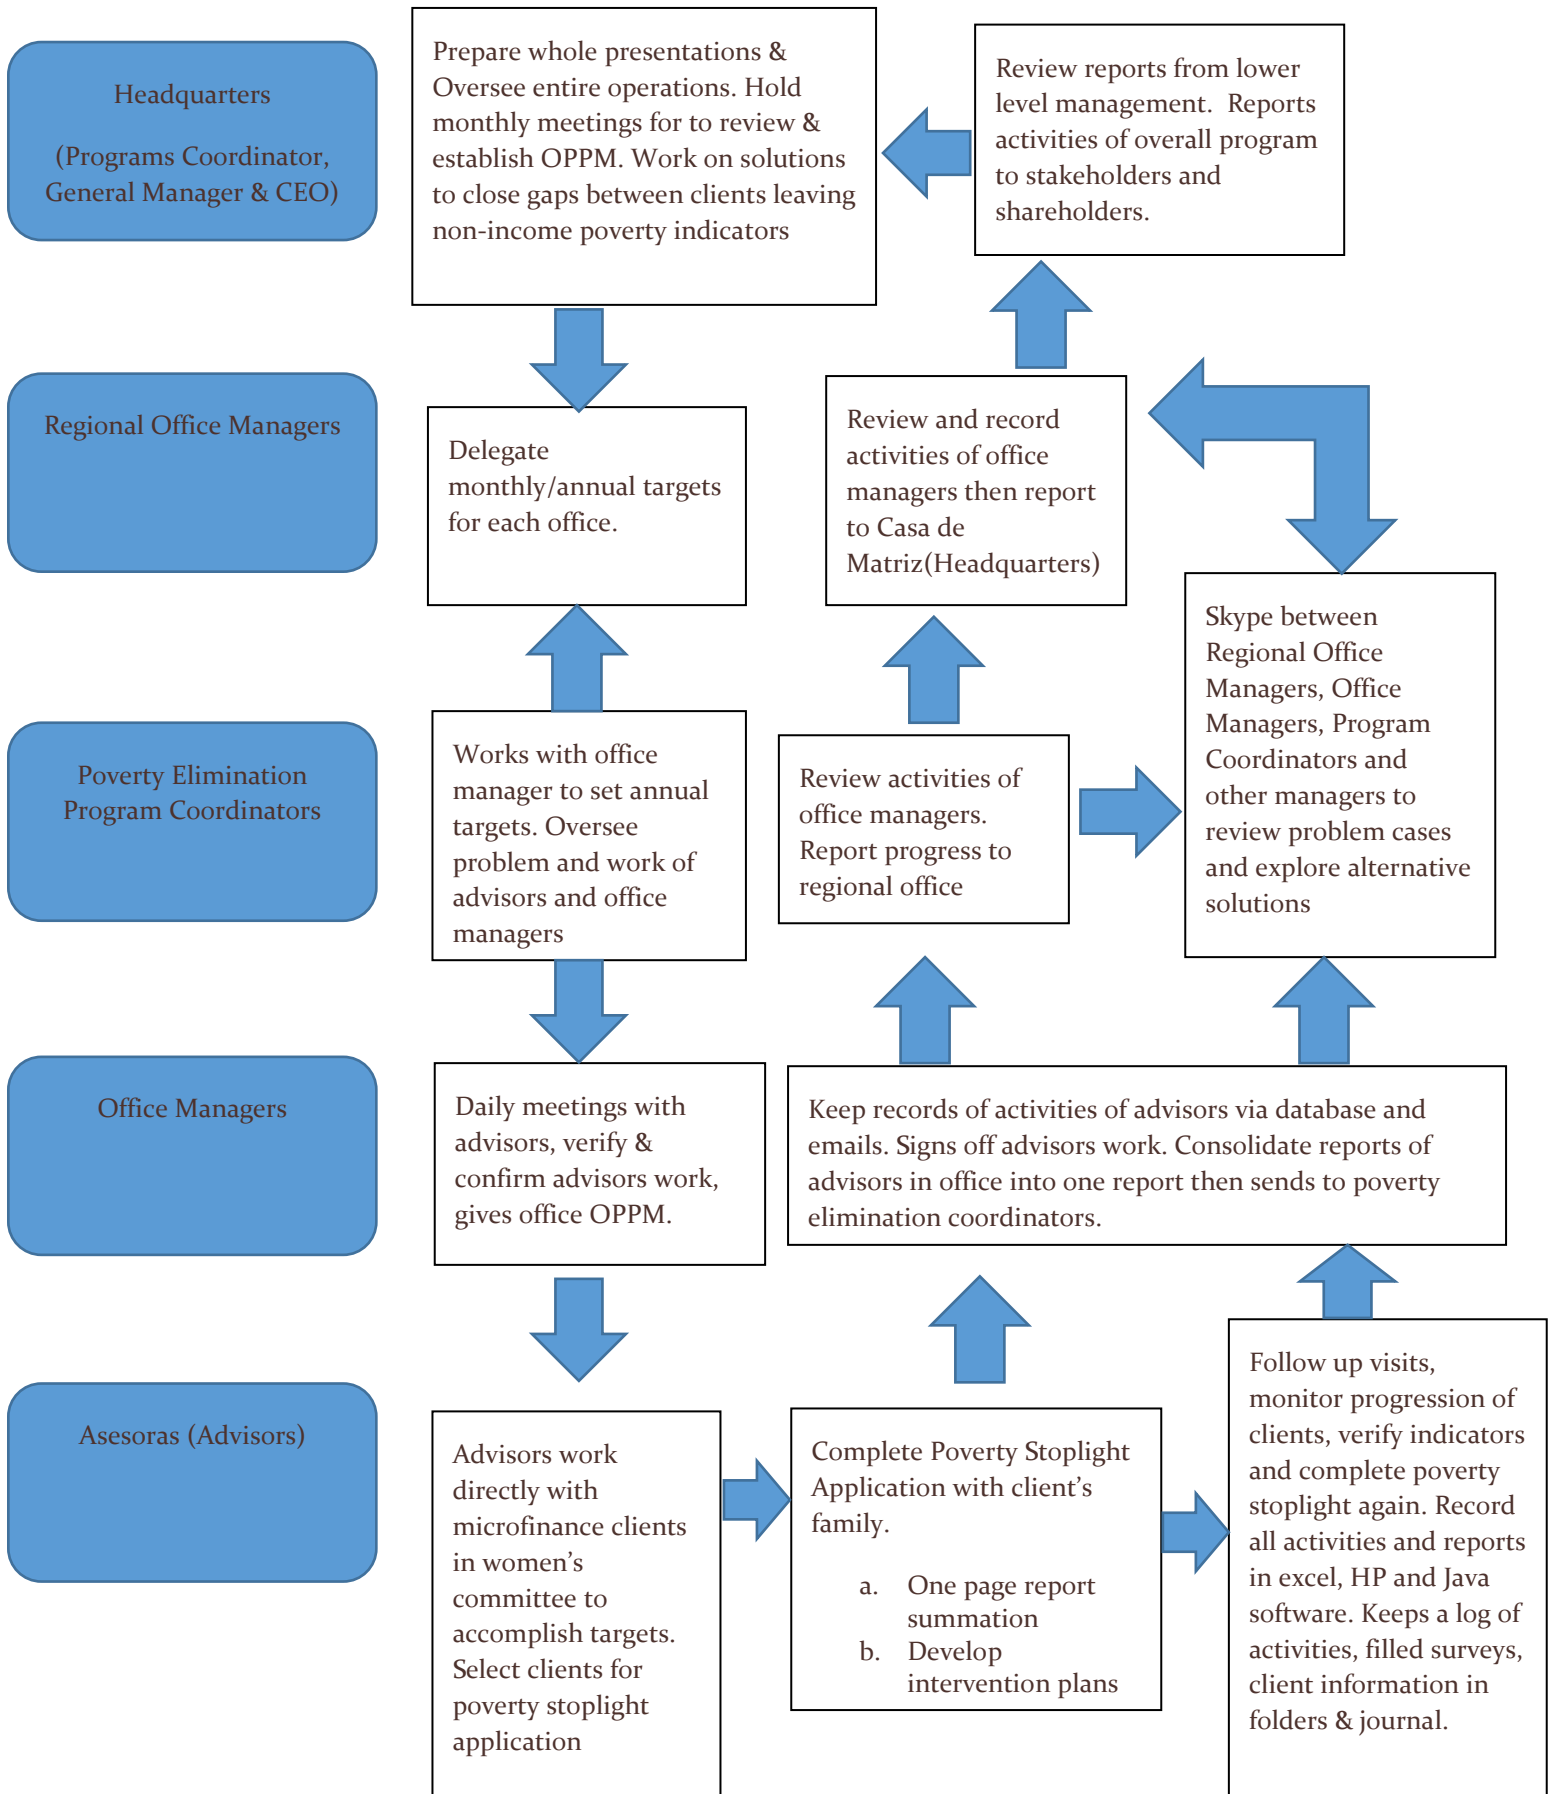 Headquarters
(Programs Coordinator,
General Manager & CEO)
Prepare whole presentations &
Oversee entire operations. Hold
monthly meetings for to review &
establish OPPM. Work on solutions
to close gaps between clients leaving
non-income poverty indicators
Review reports from lower
level management.  Reports
activities of overall program
to stakeholders and
shareholders.
Regional Office Managers
Delegate
monthly/annual targets
for each office.
Review and record
activities of office
managers then report
to Casa de
Matriz(Headquarters)
Skype between
Regional Office
Managers, Office
Managers, Program
Coordinators and
other managers to
review problem cases
and explore alternative
solutions
Poverty Elimination
Program Coordinators
Works with office
manager to set annual
targets. Oversee
problem and work of
advisors and office
managers
Review activities of
office managers.
Report progress to
regional office
Office Managers
Daily meetings with
advisors, verify &
confirm advisors work,
gives office OPPM.
Keep records of activities of advisors via database and
emails. Signs off advisors work. Consolidate reports of
advisors in office into one report then sends to poverty
elimination coordinators.
Asesoras (Advisors)
Advisors work
directly with
microfinance clients
in women’s
committee to
accomplish targets.
Select clients for
poverty stoplight
application
Complete Poverty Stoplight
Application with client’s
family.
a. One page report
summation
b. Develop
intervention plans
Follow up visits,
monitor progression of
clients, verify indicators
and complete poverty
stoplight again. Record
all activities and reports
in excel, HP and Java
software. Keeps a log of
activities, filled surveys,
client information in
folders & journal.